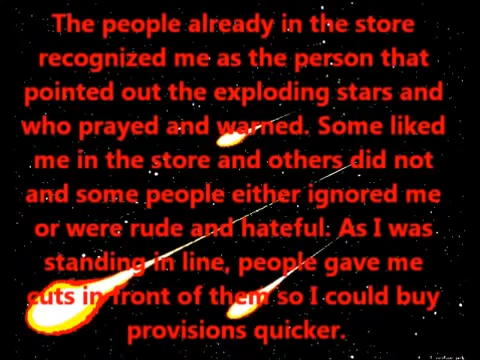 The people already in the store
recognized me as the person that
pointed out the exploding stars and
who prayed and warned. Some liked
me in the store and others did not
and some people either ignored me
or were rude and hateful. As I was
standing in line, people gave me
cuts in front of them so I could buy
provisions quicker.